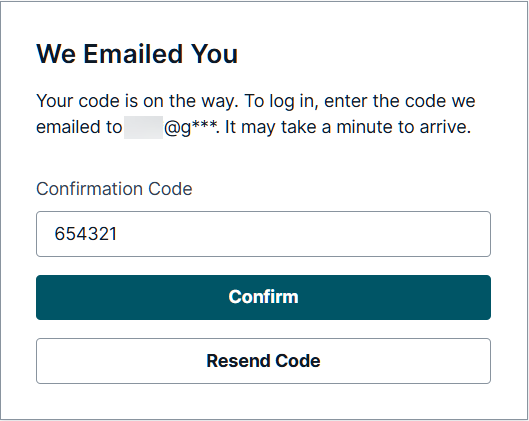 We Emailed You
Your code is on the way. To log in, enter the code we
emailed to @g***. It may take a minute to arrive.
Confirmation Code
654321
Confirm
Resend Code